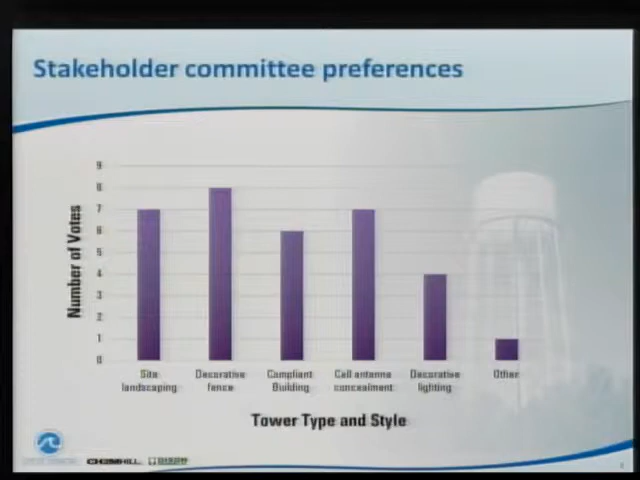 Stakeholder committee preferences
Number of Votes
9
8
7
6
5
4
3
2
1
0
Site
landscaping
Decorative
fence
Compliant
Building
Cell antenna
concealment
Decorative
lighting
Other
Tower Type and Style
CH2MHILL